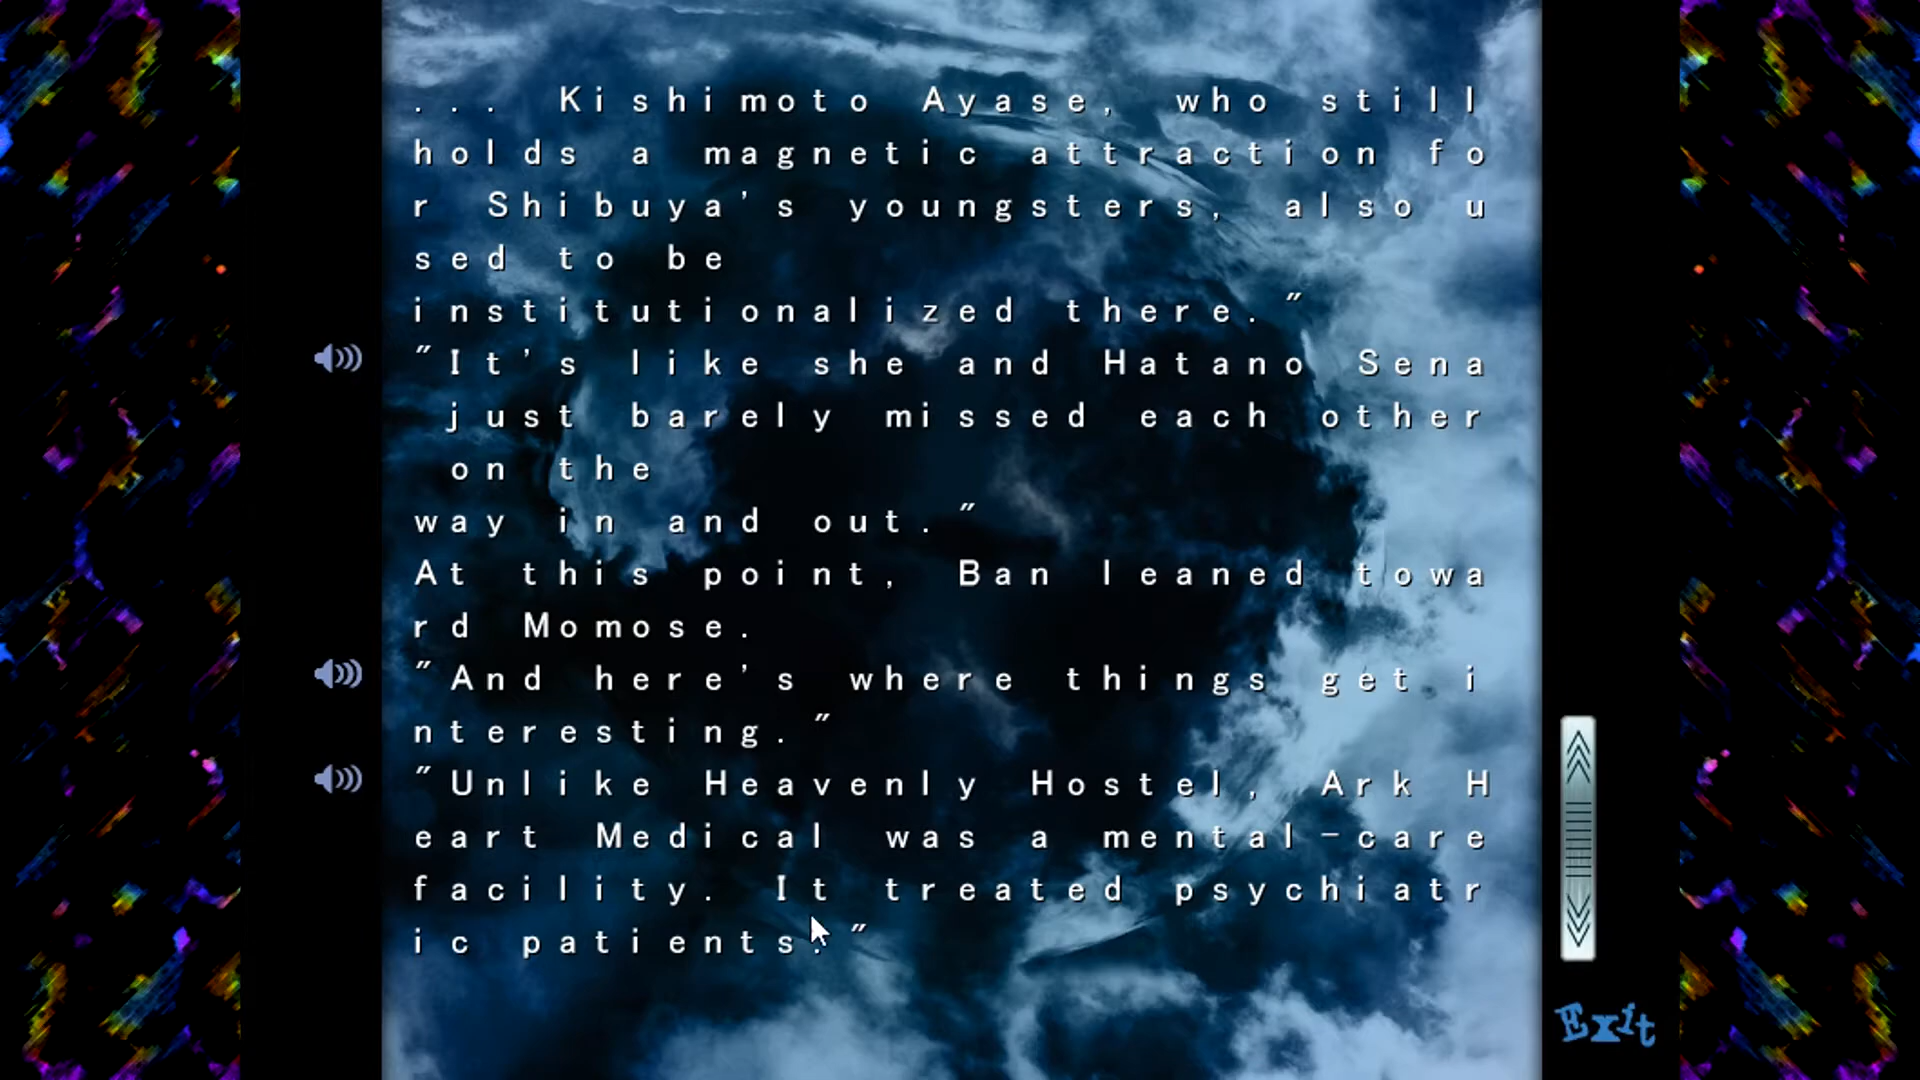 ... Kishimoto Ayase, who still
holds a magnetic attraction fo
r Shibuya's youngsters, also u
sed to be
institutionalized there."
"It's like she and Hatano Sena
just barely missed each other
on the
way in and out."
At this point, Ban leaned towa
rd Momose.
"And here's where things get i
nteresting."
"Unlike Heavenly Hostel, Ark H
eart Medical was a mental-care
facility. It treated psychiatr
ic patients."
Exit